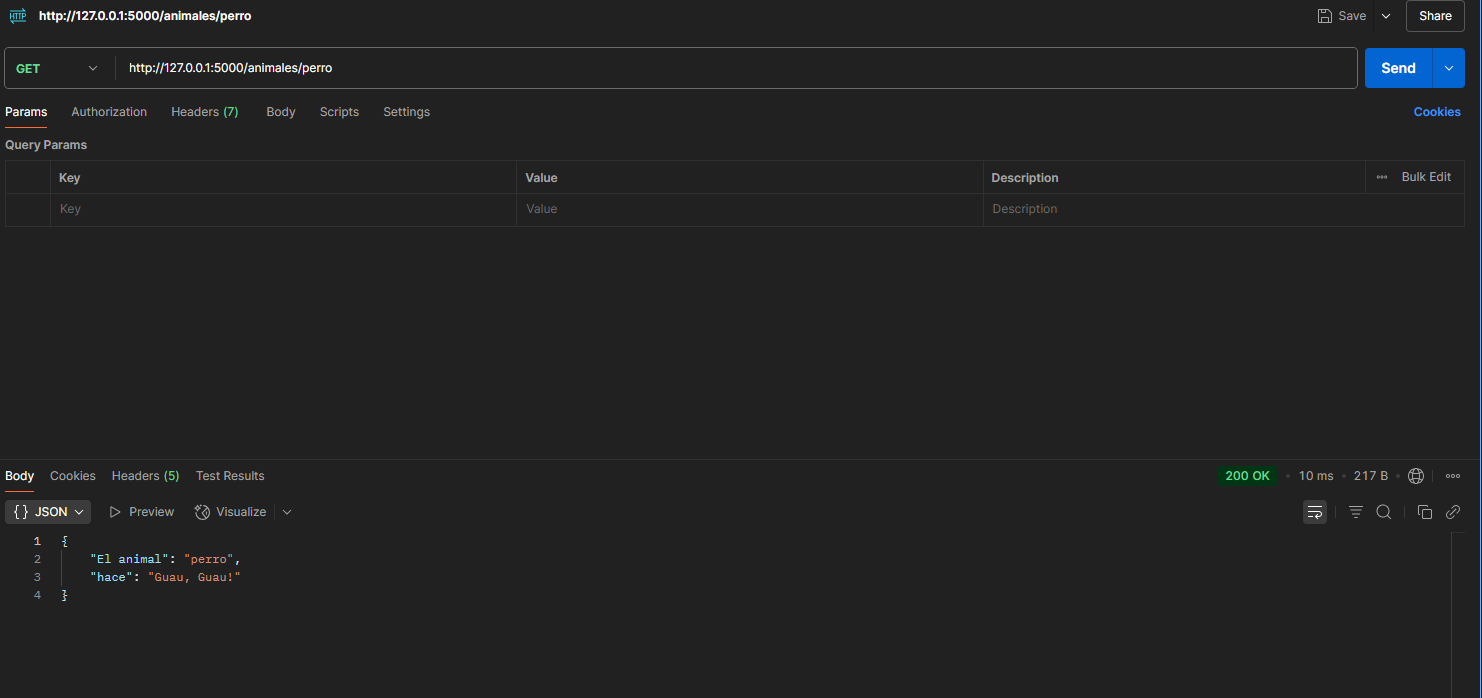 HTTP http://127.0.0.1:5000/animales/perro Save Share
GET http://127.0.0.1:5000/animales/perro Send
Params Authorization Headers (7) Body Scripts Settings Cookies
Query Params
Key Value Description Bulk Edit
Key Value Description
Body Cookies Headers (5) Test Results 200 OK 10 ms 217 B
{} JSON Preview Visualize
1 {
2 "El animal": "perro",
3 "hace": "Guau, Guau!"
4 }